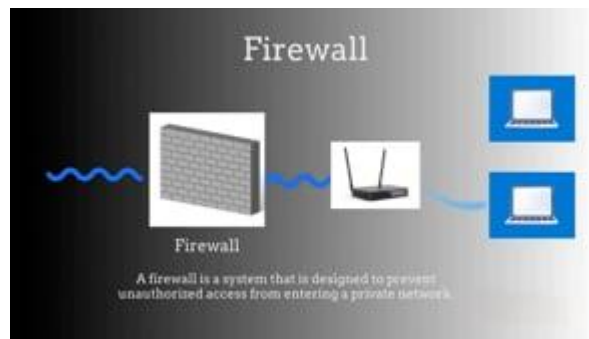 Firewall
Firewall
A firewall is a system that is designed to prevent
unauthorized access from entering a private network.